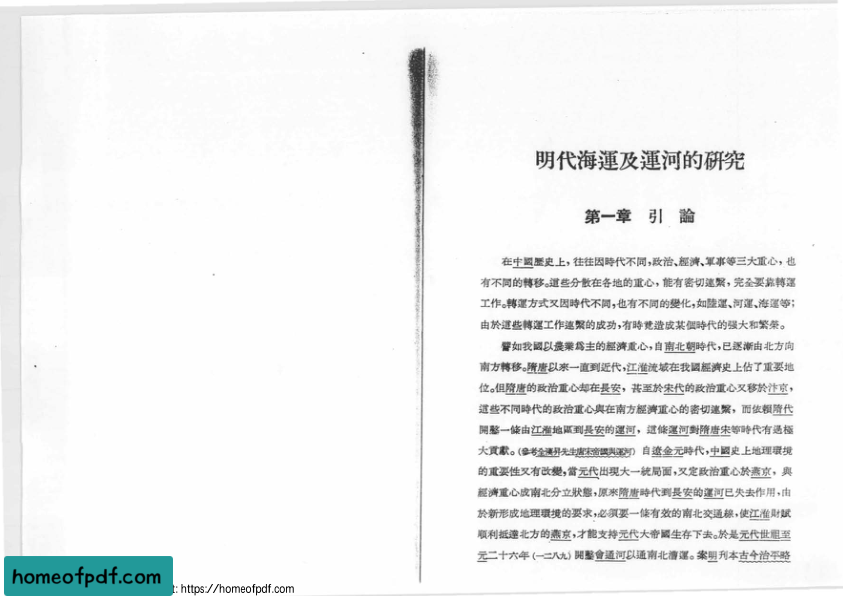 明代海運及運河的研究
第一章 引論
在中國歷史上，往往因時代不同，政治、經濟、軍事等三大重心，也
有不同的轉移。這些分散在各地的重心，能有密切連繫，完全要靠轉運
工作。轉運方式又因時代不同，也有不同的變化，如陸運、河運、海運等；
由於這些轉運工作連繫的成功，有時竟造成某個時代的强大和繁榮。
譬如我國以農業爲主的經濟重心，自南北朝時代，已逐漸由北方向
南方轉移。隋唐以來一直到近代，江淮流域在我國經濟史上佔了重要地
位。但隋唐的政治重心却在長安，甚至於宋代的政治重心又移於汴京，
這些不同時代的政治重心與在南方經濟重心的密切連繫，而依賴隋代
開鑿一條由江淮地區到長安的運河，這條運河對隋唐宋等時代有過極
大貢獻。（參考全漢昇先生唐宋帝國與運河）自遼金元時代，中國史上地理環境
的重要性又有改變，當元代出現大一統局面，又定政治重心於燕京，與
經濟重心成南北分立狀態，原來隋唐時代到長安的運河已失去作用，由
於新形成地理環境的要求，必須要一條有效的南北交通線，使江淮財賦
順利抵達北方的燕京，才能支持元代大帝國生存下去。於是元代世祖至
元二十六年（一二八九）開鑿會通河以通南北漕運。案明刊本古今治平略
homeofpdf.com
t: https://homeofpdf.com